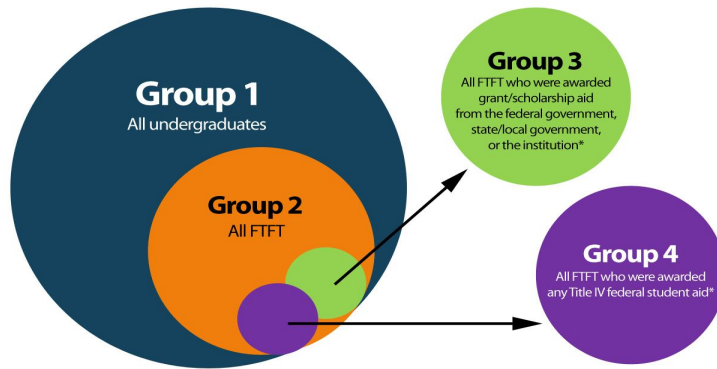 Group 1
All undergraduates
Group 2
All FTFT
Group 3
All FTFT who were awarded
grant/scholarship aid
from the federal government,
state/local government,
or the institution*
Group 4
All FTFT who were awarded
any Title IV federal student aid*